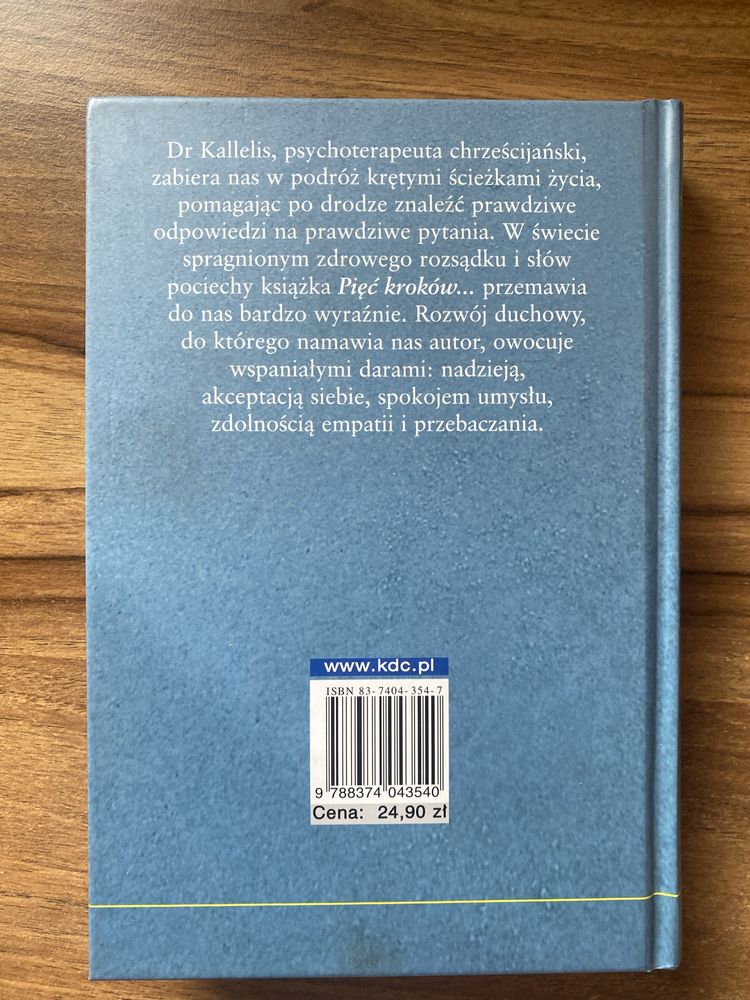 Dr Kallelis, psychoterapeuta chrześcijański,
zabiera nas w podróż krętymi ścieżkami życia,
pomagając po drodze znaleźć prawdziwe
odpowiedzi na prawdziwe pytania. W świecie
spragnionym zdrowego rozsądku i słów
pociechy książka Pięć kroków... przemawia
do nas bardzo wyraźnie. Rozwój duchowy,
do którego namawia nas autor, owocuje
wspaniałymi darami: nadzieją,
akceptacją siebie, spokojem umysłu,
zdolnością empatii i przebaczania.
www.kdc.pl
ISBN 83-7404-354-7
9 788374 043540
Cena: 24,90 zł